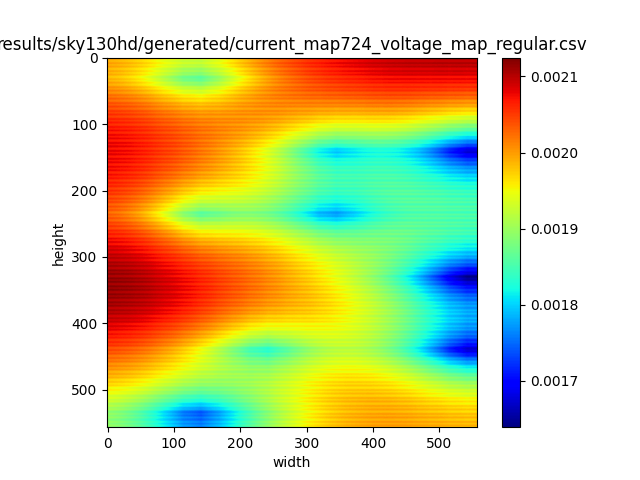 results/sky130hd/generated/current_map724_voltage_map_regular.csv
0
100
200
300
400
500
height
0 100 200 300 400 500
width
0.0021
0.0020
0.0019
0.0018
0.0017